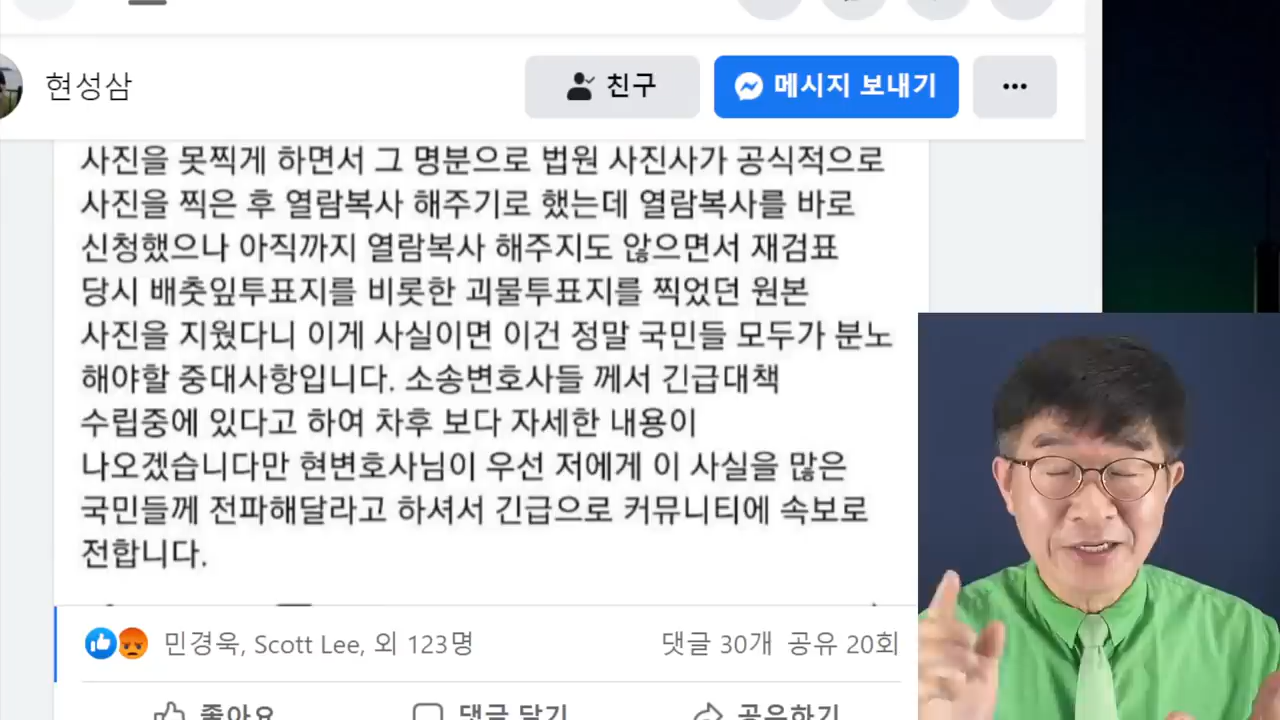 현성삼
친구
메시지 보내기
사진을 못찍게 하면서 그 명분으로 법원 사진사가 공식적으로
사진을 찍은 후 열람복사 해주기로 했는데 열람복사를 바로
신청했으나 아직까지 열람복사 해주지도 않으면서 재검표
당시 배춧잎투표지를 비롯한 괴물투표지를 찍었던 원본
사진을 지웠다니 이게 사실이면 이건 정말 국민들 모두가 분노
해야할 중대사항입니다. 소송변호사들 께서 긴급대책
수립중에 있다고 하여 차후 보다 자세한 내용이
나오겠습니다만 현변호사님이 우선 저에게 이 사실을 많은
국민들께 전파해달라고 하셔서 긴급으로 커뮤니티에 속보로
전합니다.
민경욱, Scott Lee, 외 123명
댓글 30개 공유 20회
좋아요
댓글 달기
공유하기